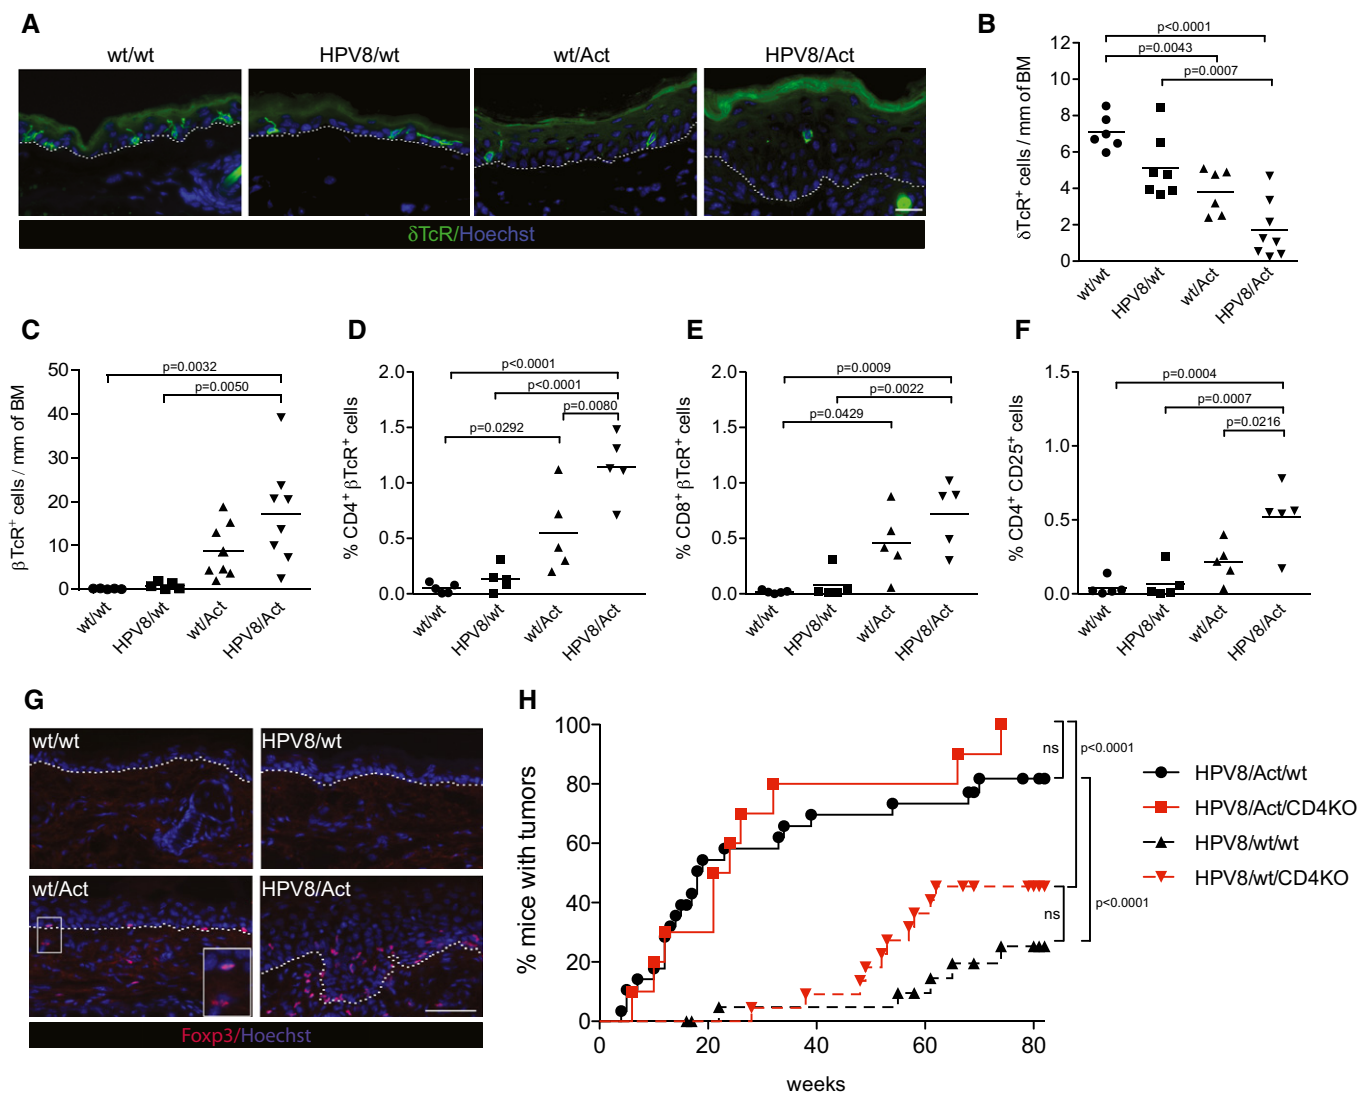 A
wt/wt
HPV8/wt
wt/Act
HPV8/Act
δTcR/Hoechst
B
p<0.0001
p=0.0043
p=0.0007
δTcR+ cells / mm of BM
12
10
8
6
4
2
0
wt/wt
HPV8/wt
wt/Act
HPV8/Act
C
p=0.0032
p=0.0050
βTcR+ cells / mm of BM
50
40
30
20
10
0
wt/wt
HPV8/wt
wt/Act
HPV8/Act
D
p<0.0001
p<0.0001
p=0.0080
p=0.0292
% CD4+ βTcR+ cells
2.0
1.5
1.0
0.5
0.0
wt/wt
HPV8/wt
wt/Act
HPV8/Act
E
p=0.0009
p=0.0022
p=0.0429
% CD8+ βTcR+ cells
2.0
1.5
1.0
0.5
0.0
wt/wt
HPV8/wt
wt/Act
HPV8/Act
F
p=0.0004
p=0.0007
p=0.0216
% CD4+ CD25+ cells
1.5
1.0
0.5
0.0
wt/wt
HPV8/wt
wt/Act
HPV8/Act
G
wt/wt
HPV8/wt
wt/Act
HPV8/Act
Foxp3/Hoechst
H
% mice with tumors
100
80
60
40
20
0
0
20
40
60
80
weeks
ns
p<0.0001
ns
p<0.0001
HPV8/Act/wt
HPV8/Act/CD4KO
HPV8/wt/wt
HPV8/wt/CD4KO